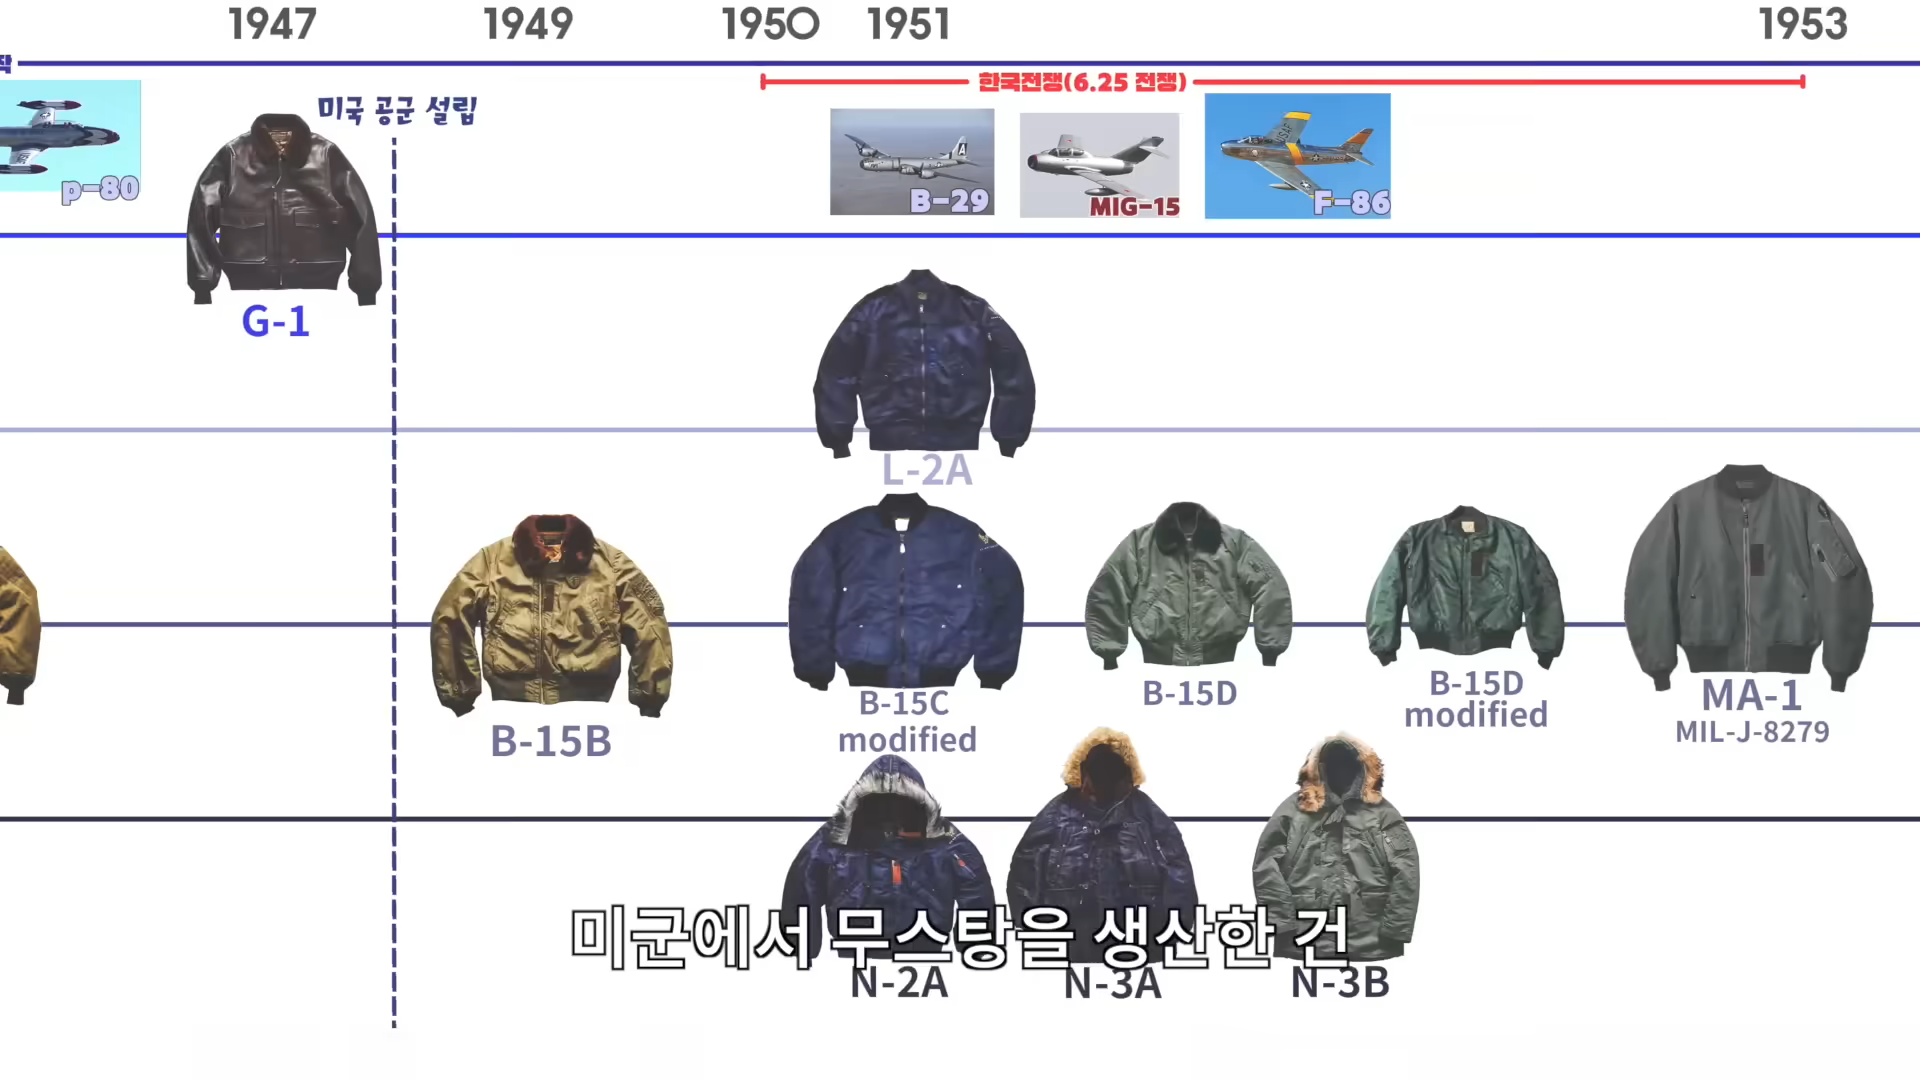 1947 1949 1950 1951 1953
작
한국전쟁(6.25 전쟁)
미국 공군 설립
p-80
B-29
MIG-15
F-86
G-1
L-2A
B-15B
B-15C
modified
B-15D
B-15D
modified
MA-1
MIL-J-8279
미군에서 무스탕을 생산한 건
N-2A
N-3A
N-3B